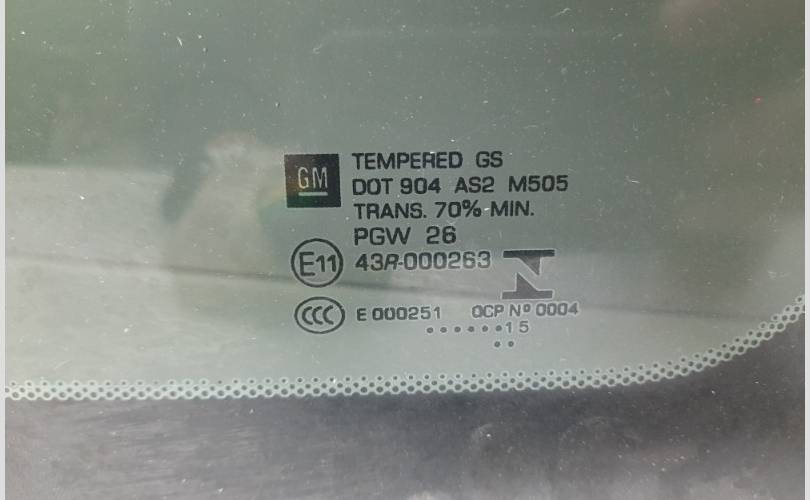 GM
TEMPERED GS
DOT 904 AS2 M505
TRANS. 70% MIN.
PGW 26
E11 43R-000263 N
CCC E 000251 OCP Nº 0004
• • • • • • • 15
• •